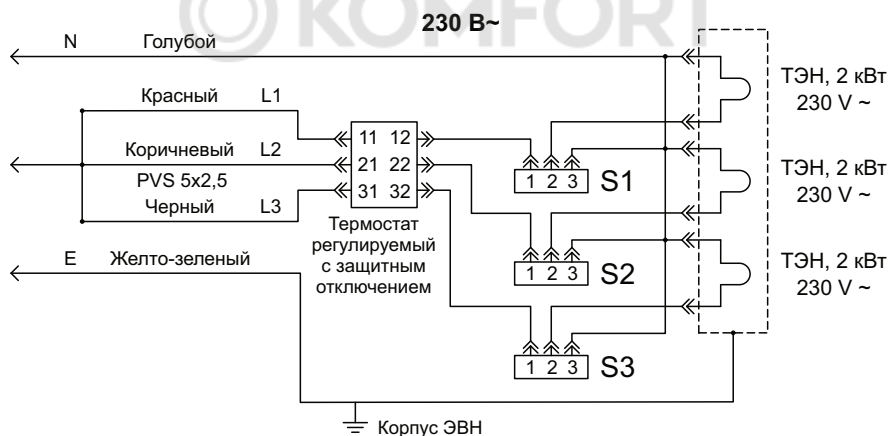 KOMFORT
230 В~
N Голубой
Красный L1
Коричневый L2
PVS 5x2,5
Черный L3
E Желто-зеленый
11 12
21 22
31 32
Термостат
регулируемый
с защитным
отключением
1 2 3 S1
1 2 3 S2
1 2 3 S3
ТЭН, 2 кВт
230 V ~
ТЭН, 2 кВт
230 V ~
ТЭН, 2 кВт
230 V ~
Корпус ЭВН